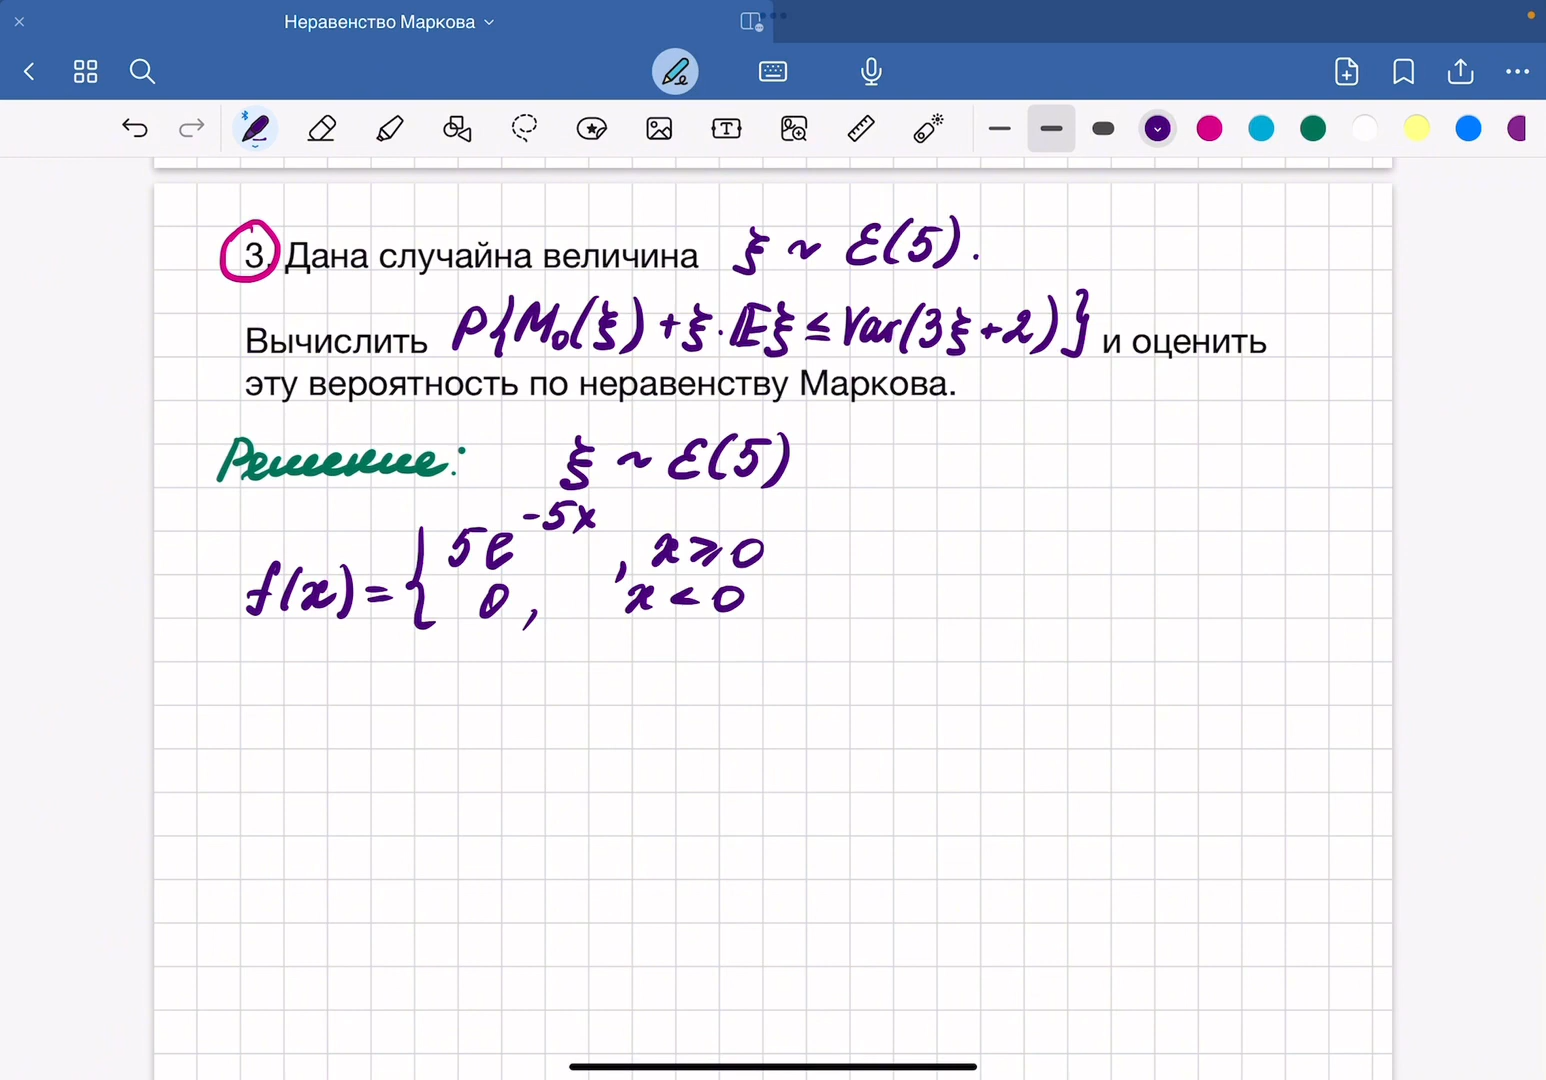 Неравенство Маркова
3. Дана случайна величина ξ ~ ℰ(5).
Вычислить P{M₀(ξ) + ξ · 𝔼ξ ≤ Var(3ξ + 2)} и оценить
эту вероятность по неравенству Маркова.
Решение: ξ ~ ℰ(5)
f(x) = { 5e^{-5x}, x ⩾ 0
0, x < 0